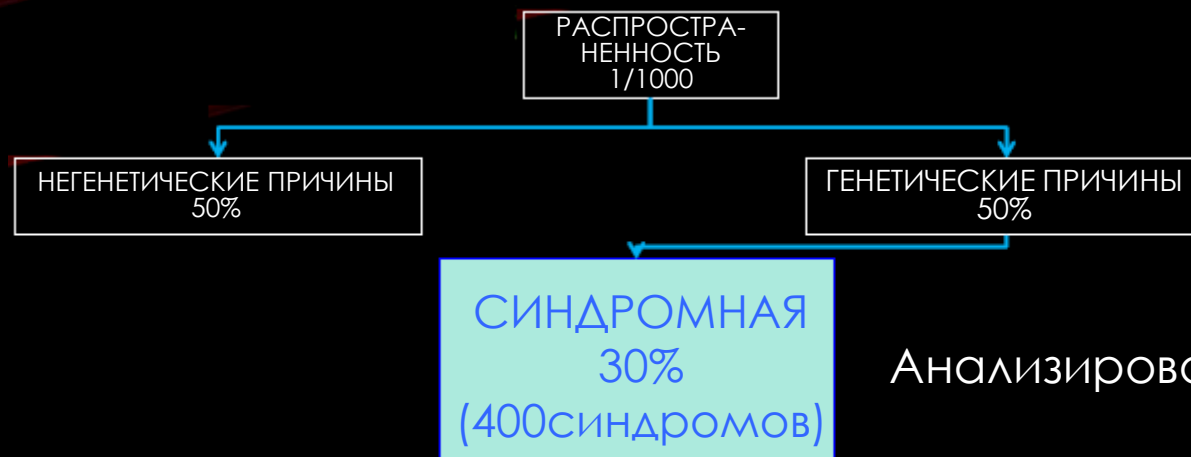 РАСПРОСТРА-
НЕННОСТЬ
1/1000
НЕГЕНЕТИЧЕСКИЕ ПРИЧИНЫ
50%
ГЕНЕТИЧЕСКИЕ ПРИЧИНЫ
50%
СИНДРОМНАЯ
30%
(400синдромов)